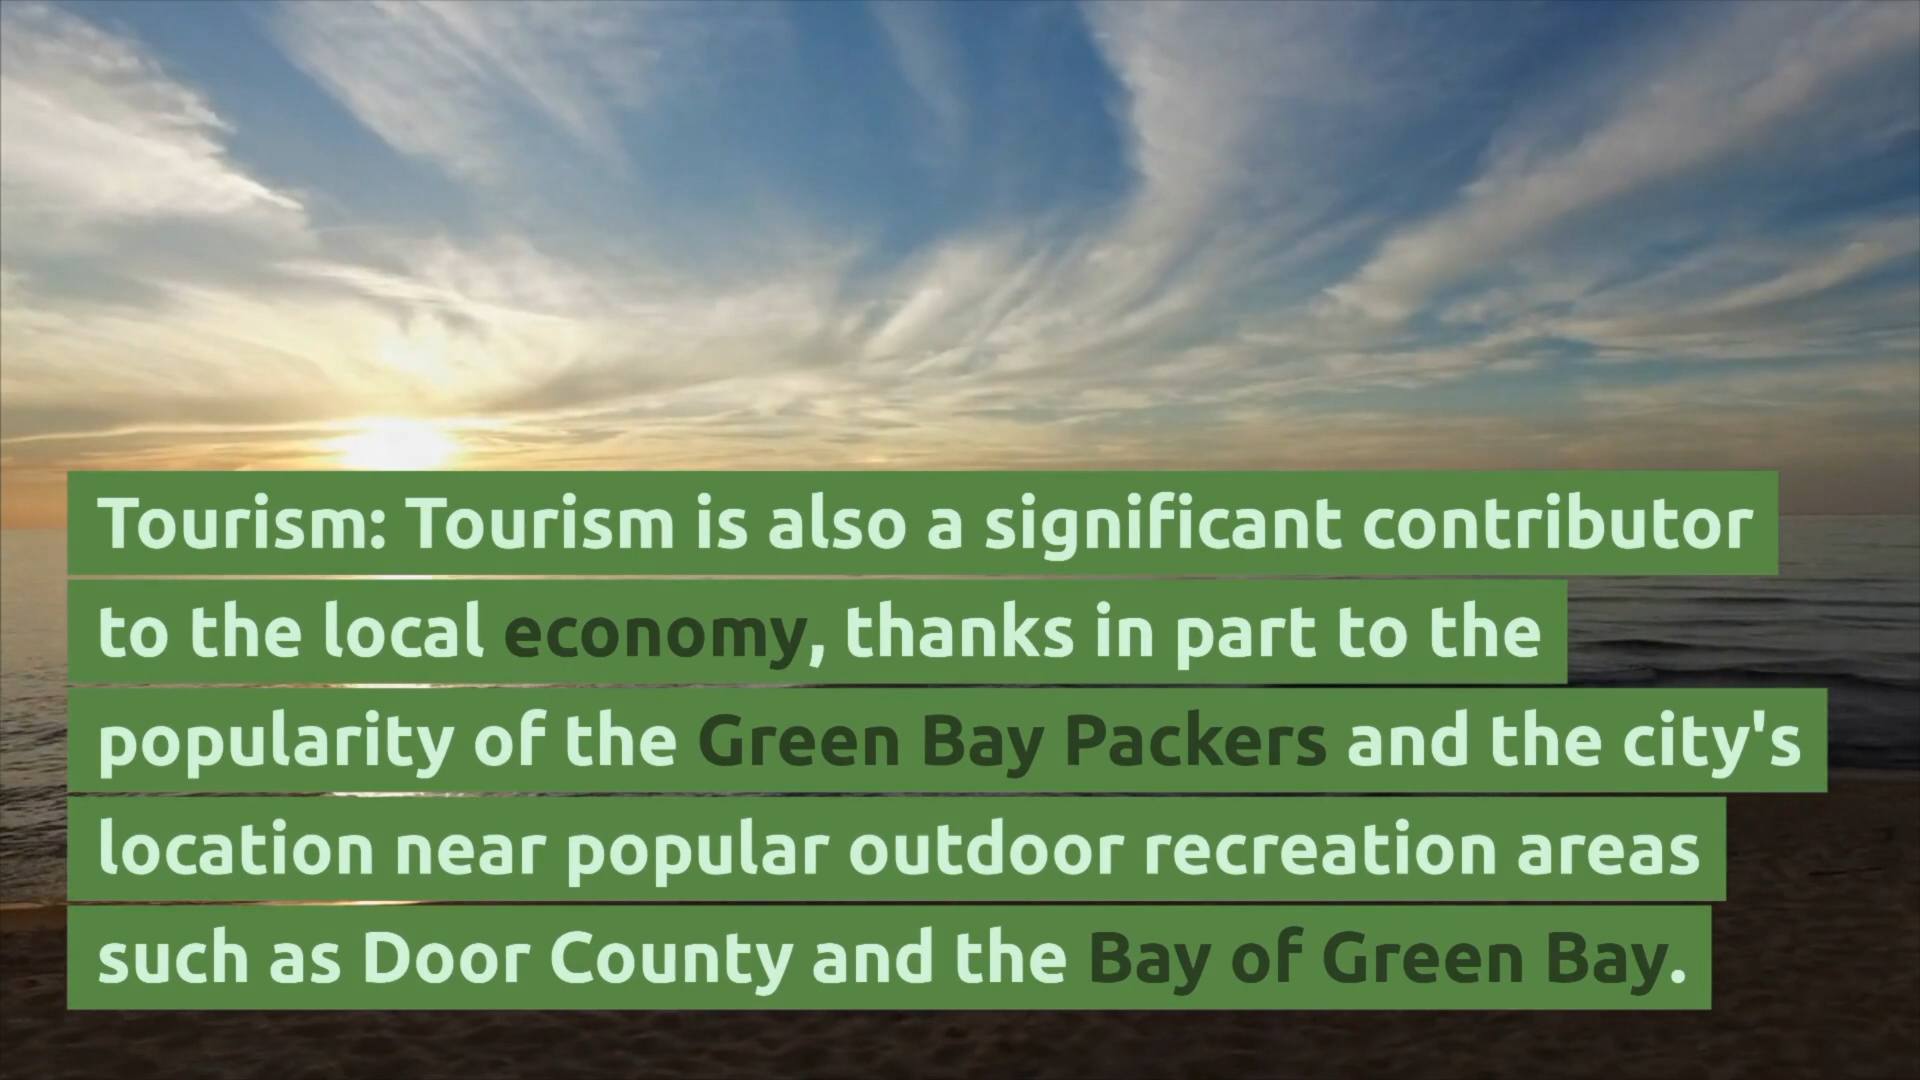 Tourism: Tourism is also a significant contributor
to the local economy, thanks in part to the
popularity of the Green Bay Packers and the city's
location near popular outdoor recreation areas
such as Door County and the Bay of Green Bay.